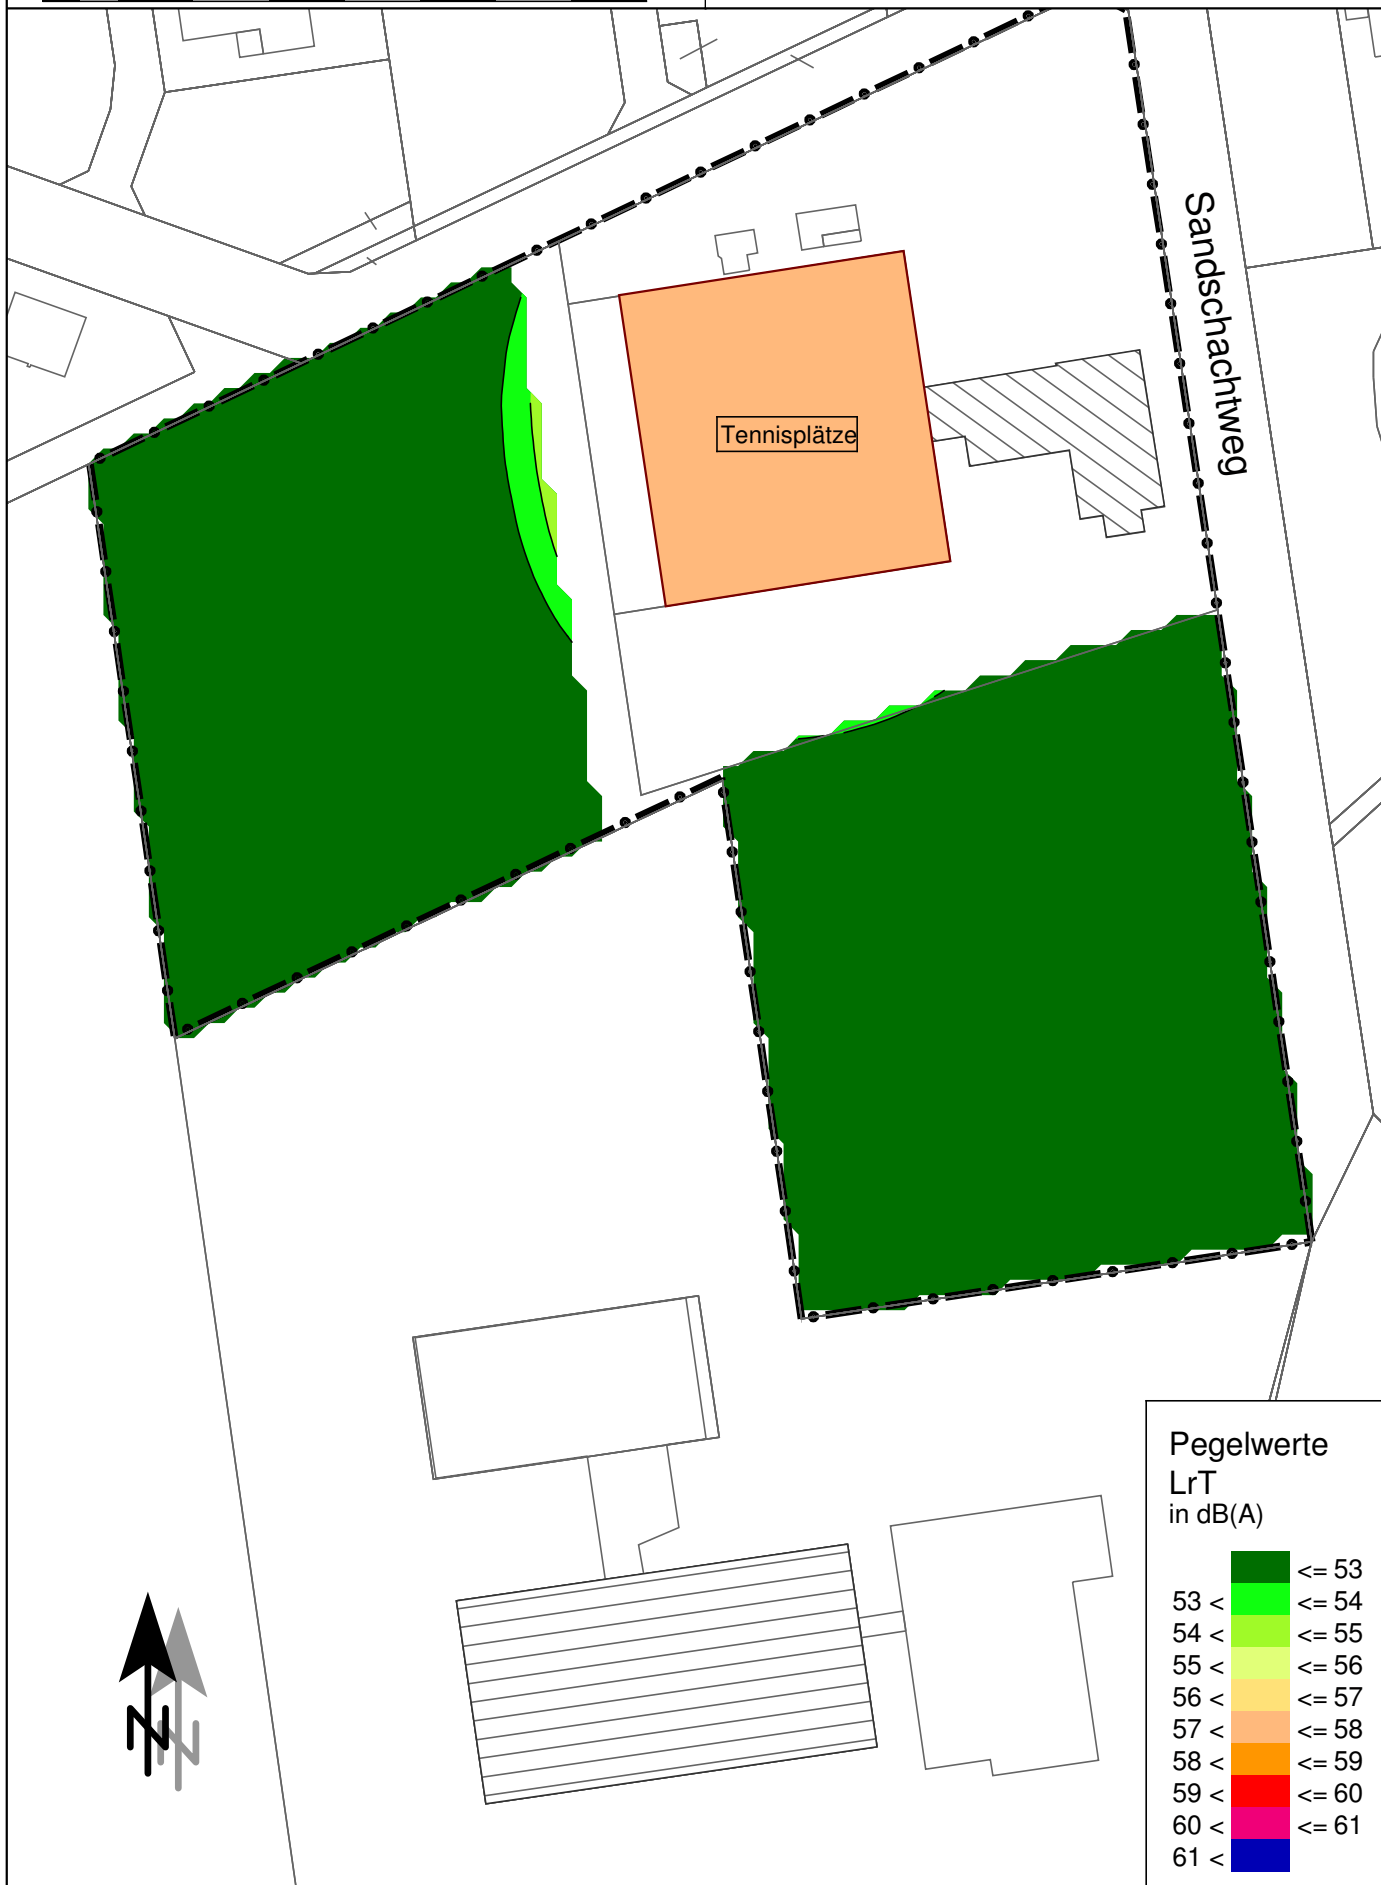 Sandschachtweg
Tennisplätze
Pegelwerte
LrT
in dB(A)
<= 53
53 < <= 54
54 < <= 55
55 < <= 56
56 < <= 57
57 < <= 58
58 < <= 59
59 < <= 60
60 < <= 61
61 <
N